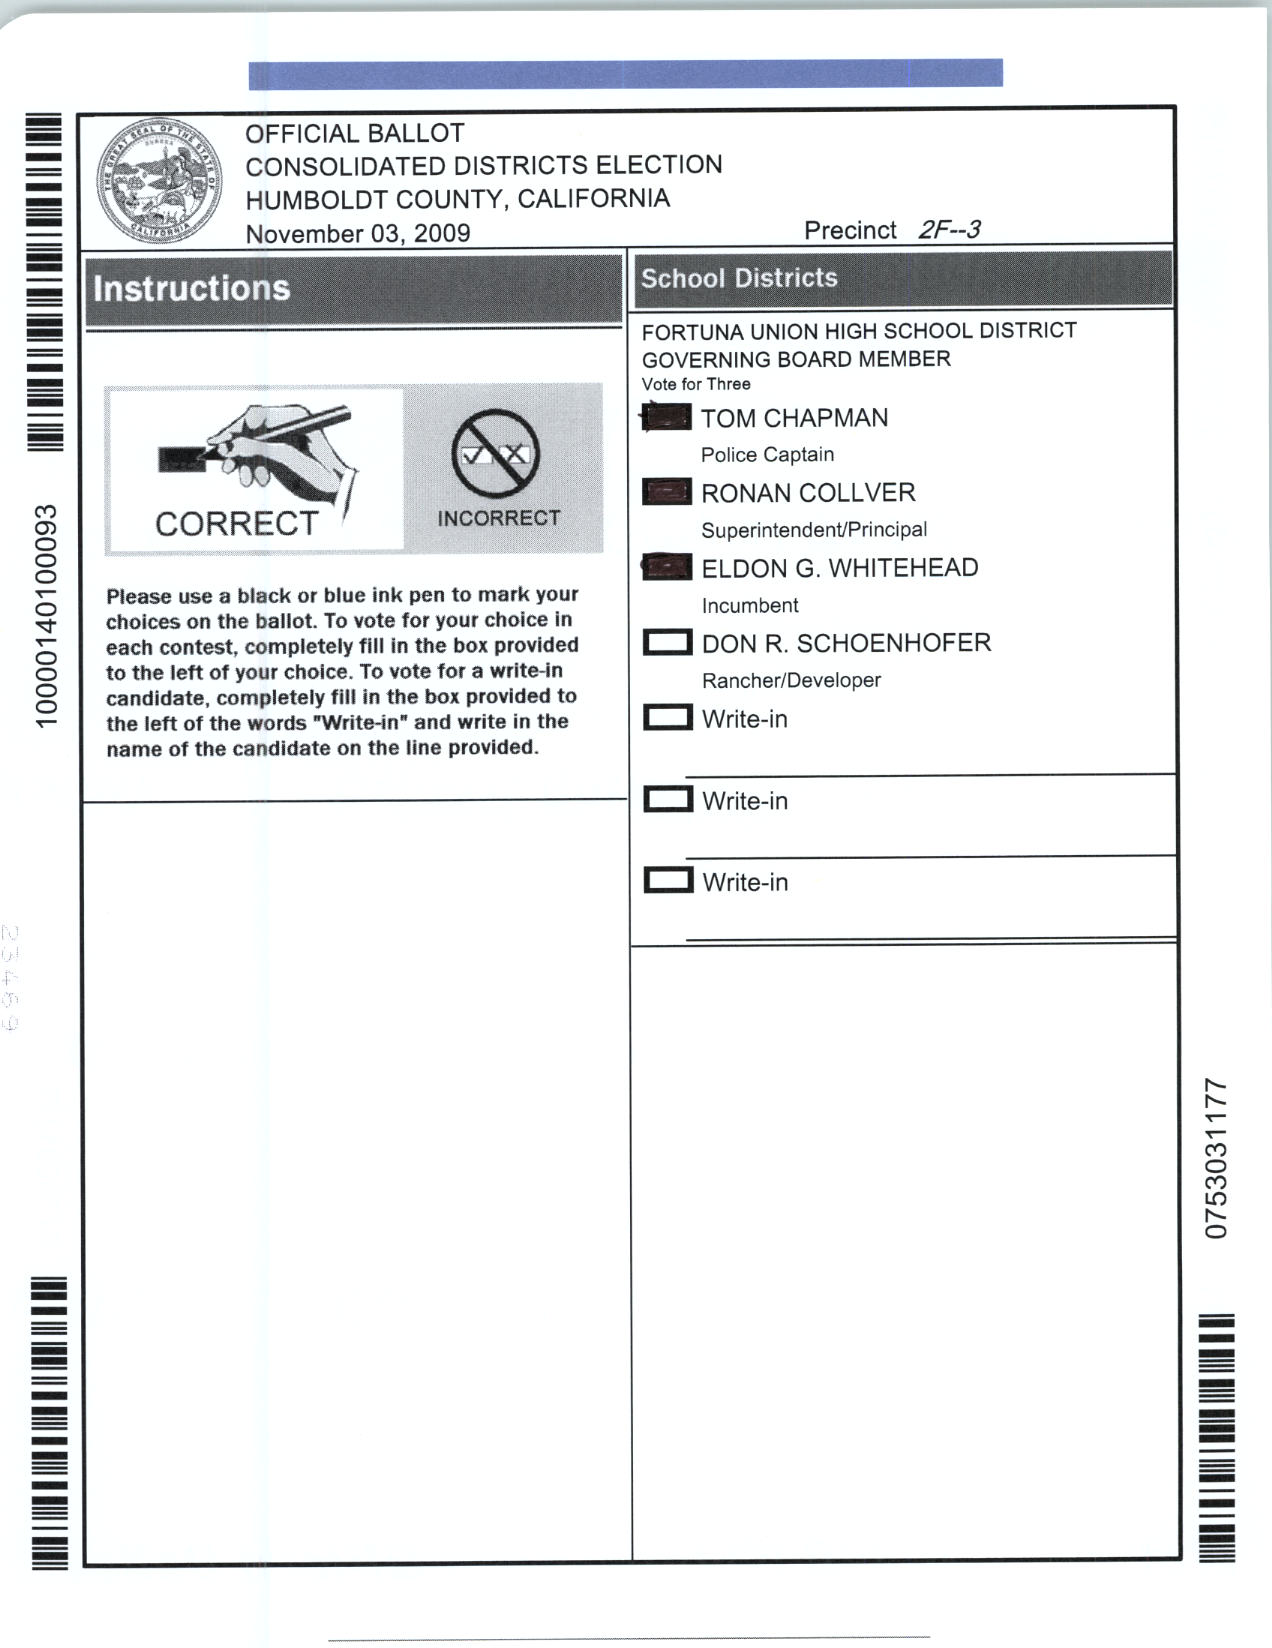 OFFICIAL BALLOT
CONSOLIDATED DISTRICTS ELECTION
HUMBOLDT COUNTY, CALIFORNIA
November 03, 2009
Precinct 2F--3
Instructions
CORRECT
INCORRECT
Please use a black or blue ink pen to mark your
choices on the ballot. To vote for your choice in
each contest, completely fill in the box provided
to the left of your choice. To vote for a write-in
candidate, completely fill in the box provided to
the left of the words "Write-in" and write in the
name of the candidate on the line provided.
School Districts
FORTUNA UNION HIGH SCHOOL DISTRICT
GOVERNING BOARD MEMBER
Vote for Three
TOM CHAPMAN
Police Captain
RONAN COLLVER
Superintendent/Principal
ELDON G. WHITEHEAD
Incumbent
DON R. SCHOENHOFER
Rancher/Developer
Write-in
Write-in
Write-in
10000140100093
23469
0753031177
THE GREAT SEAL OF THE STATE OF CALIFORNIA
EUREKA